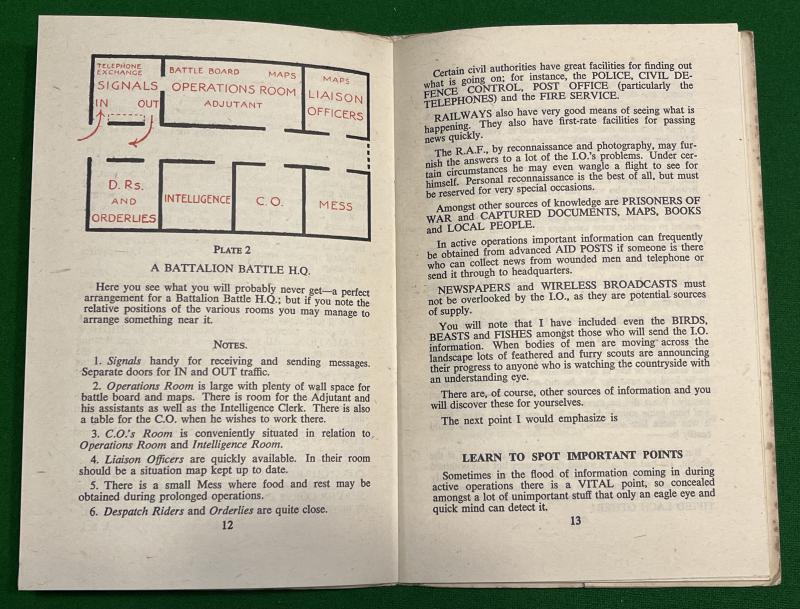 TELEPHONE
EXCHANGE
SIGNALS
IN OUT
BATTLE BOARD MAPS
OPERATIONS ROOM
ADJUTANT
MAPS
LIAISON
OFFICERS
D. Rs.
AND
ORDERLIES
INTELLIGENCE
C.O.
MESS
PLATE 2
A BATTALION BATTLE H.Q.
Here you see what you will probably never get—a perfect
arrangement for a Battalion Battle H.Q.; but if you note the
relative positions of the various rooms you may manage to
arrange something near it.
NOTES.
1. Signals handy for receiving and sending messages.
Separate doors for IN and OUT traffic.
2. Operations Room is large with plenty of wall space for
battle board and maps. There is room for the Adjutant and
his assistants as well as the Intelligence Clerk. There is also
a table for the C.O. when he wishes to work there.
3. C.O.'s Room is conveniently situated in relation to
Operations Room and Intelligence Room.
4. Liaison Officers are quickly available. In their room
should be a situation map kept up to date.
5. There is a small Mess where food and rest may be
obtained during prolonged operations.
6. Despatch Riders and Orderlies are quite close.
12
Certain civil authorities have great facilities for finding out
what is going on; for instance, the POLICE, CIVIL DE-
FENCE CONTROL, POST OFFICE (particularly the
TELEPHONES) and the FIRE SERVICE.
RAILWAYS also have very good means of seeing what is
happening. They also have first-rate facilities for passing
news quickly.
The R.A.F., by reconnaissance and photography, may fur-
nish the answers to a lot of the I.O.'s problems. Under cer-
tain circumstances he may even wangle a flight to see for
himself. Personal reconnaissance is the best of all, but must
be reserved for very special occasions.
Amongst other sources of knowledge are PRISONERS OF
WAR and CAPTURED DOCUMENTS, MAPS, BOOKS
and LOCAL PEOPLE.
In active operations important information can frequently
be obtained from advanced AID POSTS if someone is there
who can collect news from wounded men and telephone or
send it through to headquarters.
NEWSPAPERS and WIRELESS BROADCASTS must
not be overlooked by the I.O., as they are potential sources
of supply.
You will note that I have included even the BIRDS,
BEASTS and FISHES amongst those who will send the I.O.
information. When bodies of men are moving across the
landscape lots of feathered and furry scouts are announcing
their progress to anyone who is watching the countryside with
an understanding eye.
There are, of course, other sources of information and you
will discover these for yourselves.
The next point I would emphasize is
LEARN TO SPOT IMPORTANT POINTS
Sometimes in the flood of information coming in during
active operations there is a VITAL point, so concealed
amongst a lot of unimportant stuff that only an eagle eye and
quick mind can detect it.
13